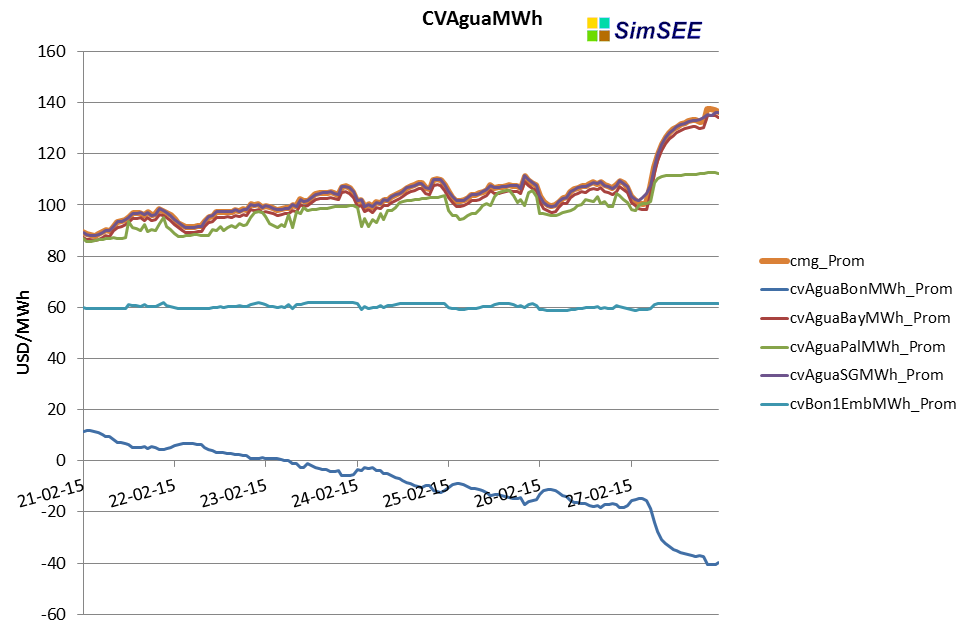 CVAguaMWh
SimSEE
USD/MWh
160
140
120
100
80
60
40
20
0
-20
-40
-60
21-02-15
22-02-15
23-02-15
24-02-15
25-02-15
26-02-15
27-02-15
cmg_Prom
cvAguaBonMWh_Prom
cvAguaBayMWh_Prom
cvAguaPalMWh_Prom
cvAguaSGMWh_Prom
cvBon1EmbMWh_Prom